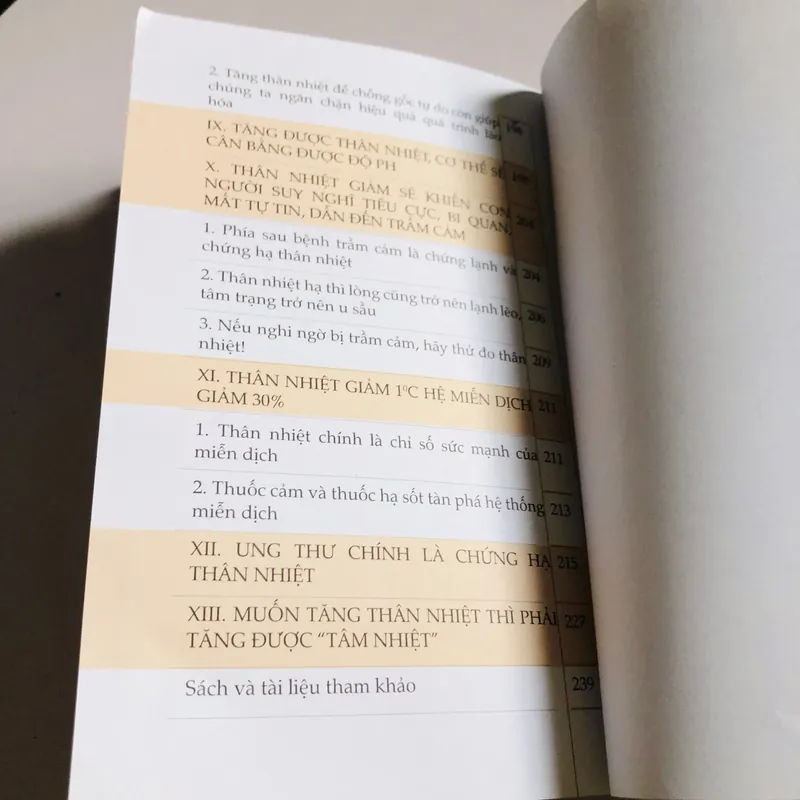 2. Tăng thân nhiệt để chống gốc tự do còn giúp 198
chúng ta ngăn chặn hiệu quả quá trình lão
hóa
IX. TĂNG ĐƯỢC THÂN NHIỆT, CƠ THỂ SẼ
CÂN BẰNG ĐƯỢC ĐỘ PH
X. THÂN NHIỆT GIẢM SẼ KHIẾN CON
NGƯỜI SUY NGHĨ TIÊU CỰC, BI QUAN, 204
MẤT TỰ TIN, DẪN ĐẾN TRẦM CẢM
1. Phía sau bệnh trầm cảm là chứng lạnh và 204
chứng hạ thân nhiệt
2. Thân nhiệt hạ thì lòng cũng trở nên lạnh lẽo, 206
tâm trạng trở nên u sầu
3. Nếu nghi ngờ bị trầm cảm, hãy thử đo thân 209
nhiệt!
XI. THÂN NHIỆT GIẢM 1⁰C HỆ MIỄN DỊCH 211
GIẢM 30%
1. Thân nhiệt chính là chỉ số sức mạnh của 211
miễn dịch
2. Thuốc cảm và thuốc hạ sốt tàn phá hệ thống 213
miễn dịch
XII. UNG THƯ CHÍNH LÀ CHỨNG HẠ 215
THÂN NHIỆT
XIII. MUỐN TĂNG THÂN NHIỆT THÌ PHẢI 227
TĂNG ĐƯỢC “TÂM NHIỆT”
Sách và tài liệu tham khảo 239